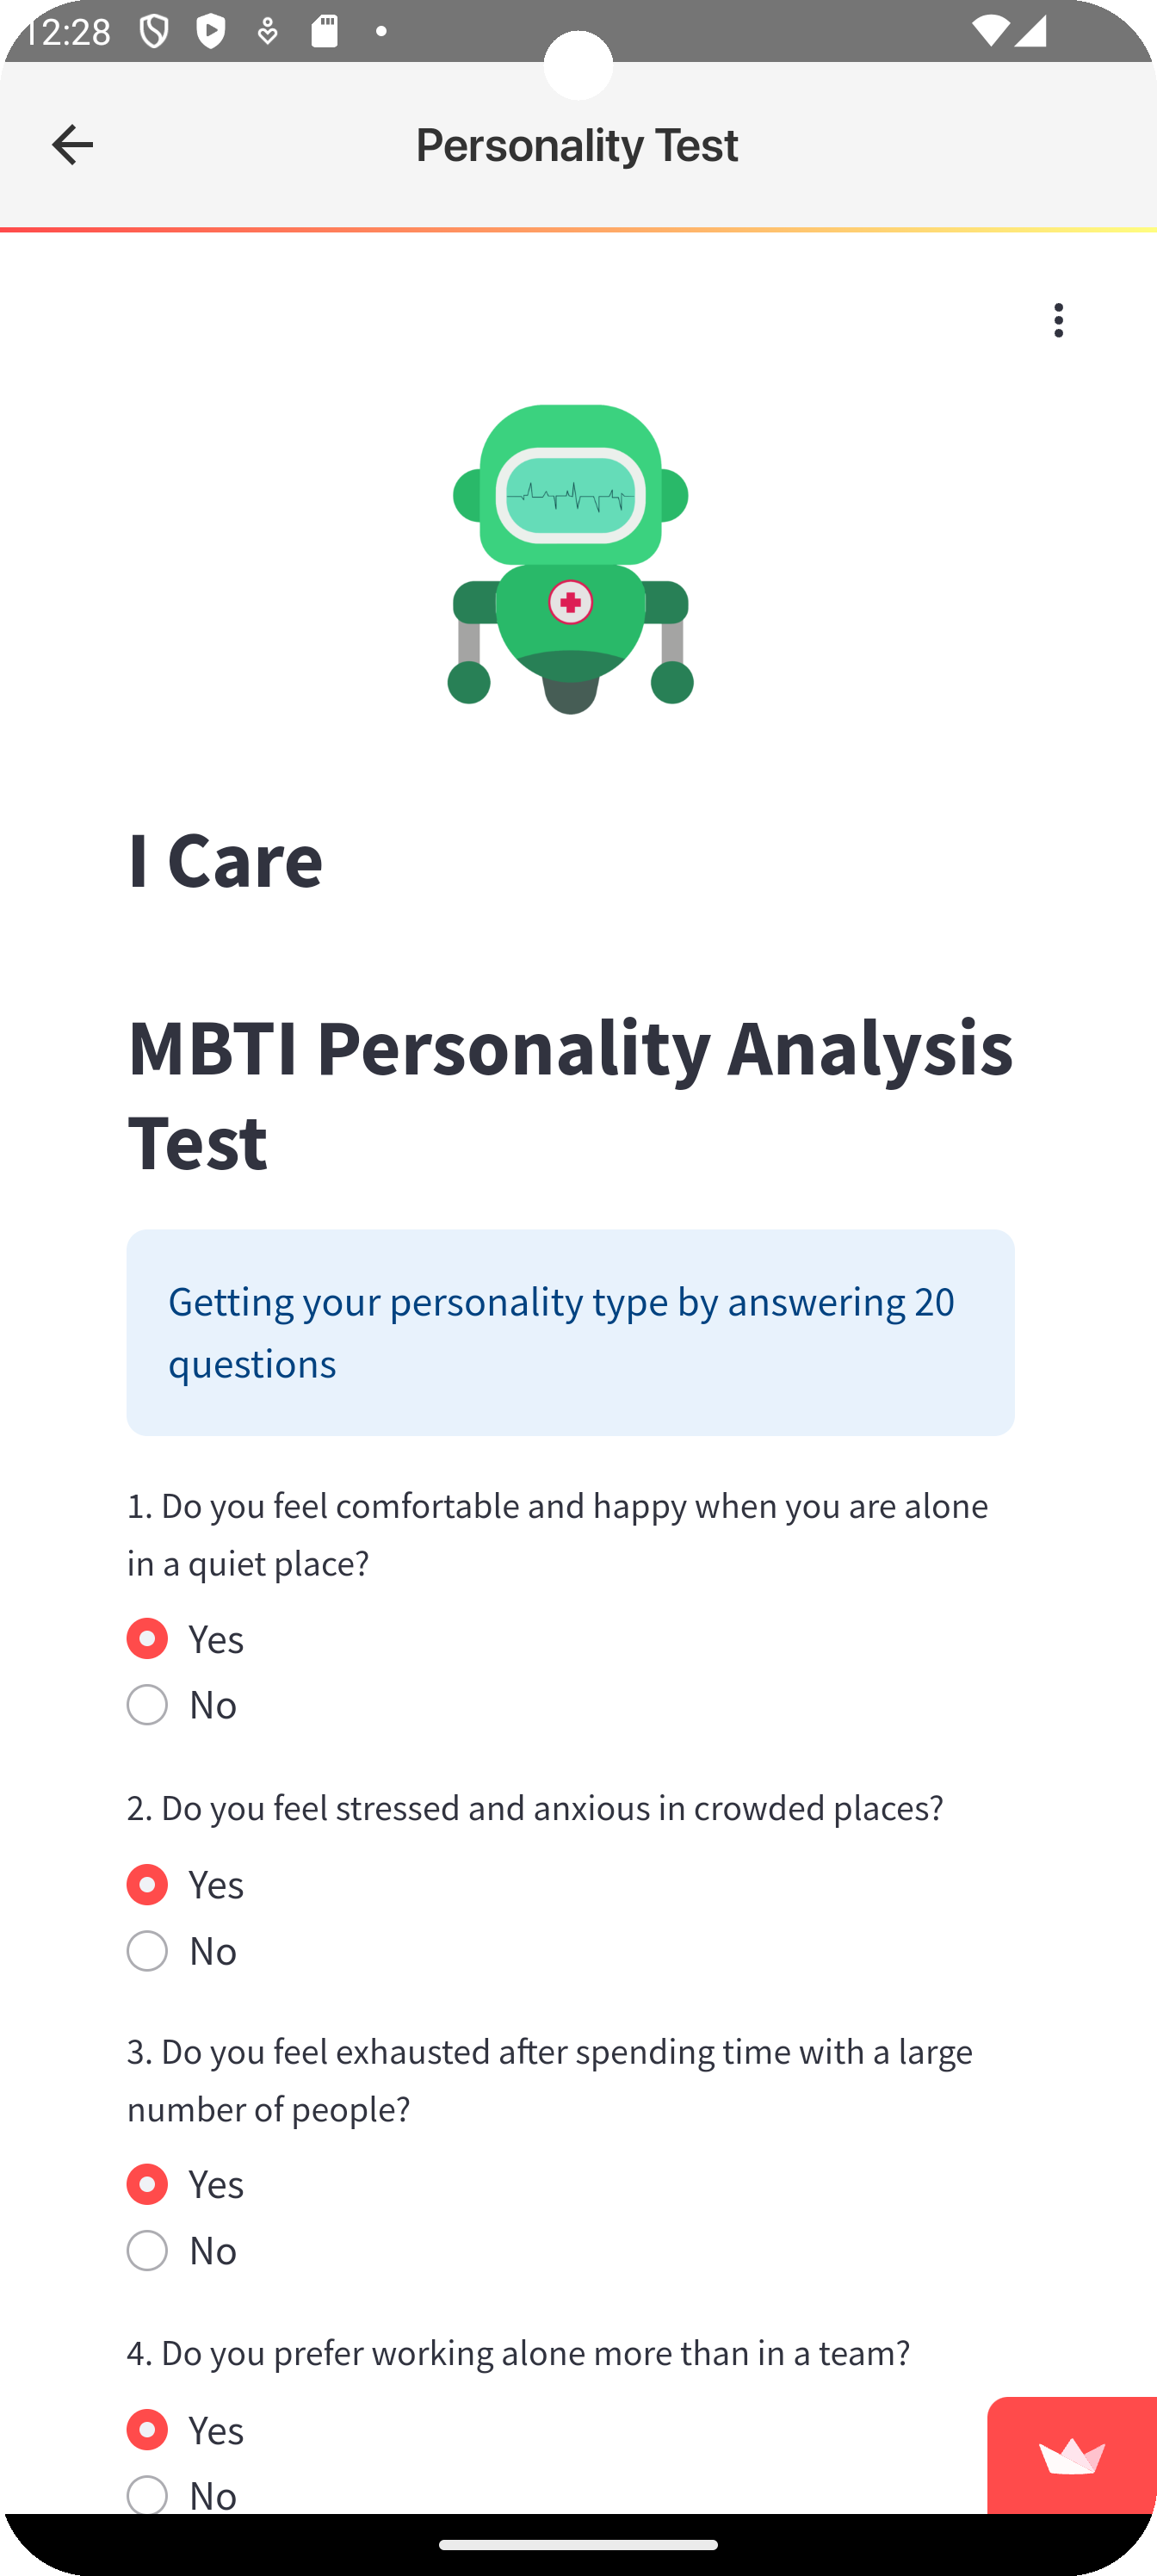 12:28
Personality Test
I Care
MBTI Personality Analysis
Test
Getting your personality type by answering 20
questions
1. Do you feel comfortable and happy when you are alone
in a quiet place?
Yes
No
2. Do you feel stressed and anxious in crowded places?
Yes
No
3. Do you feel exhausted after spending time with a large
number of people?
Yes
No
4. Do you prefer working alone more than in a team?
Yes
No